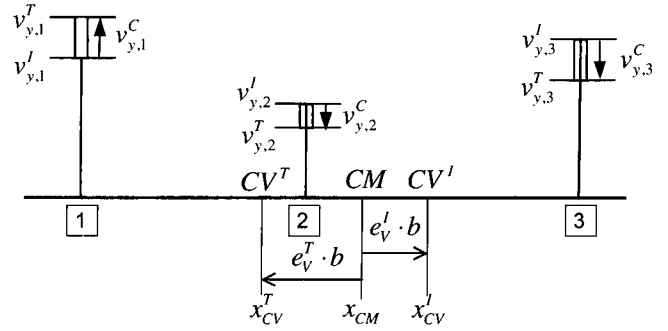 v_{y,1}^T
v_{y,1}^C
v_{y,1}^I
v_{y,3}^I
v_{y,3}^C
v_{y,3}^T
v_{y,2}^I
v_{y,2}^C
v_{y,2}^T
CV^T CM CV^I
1 2 3
e_V^T · b e_V^I · b
x_{CV}^T x_{CM} x_{CV}^I